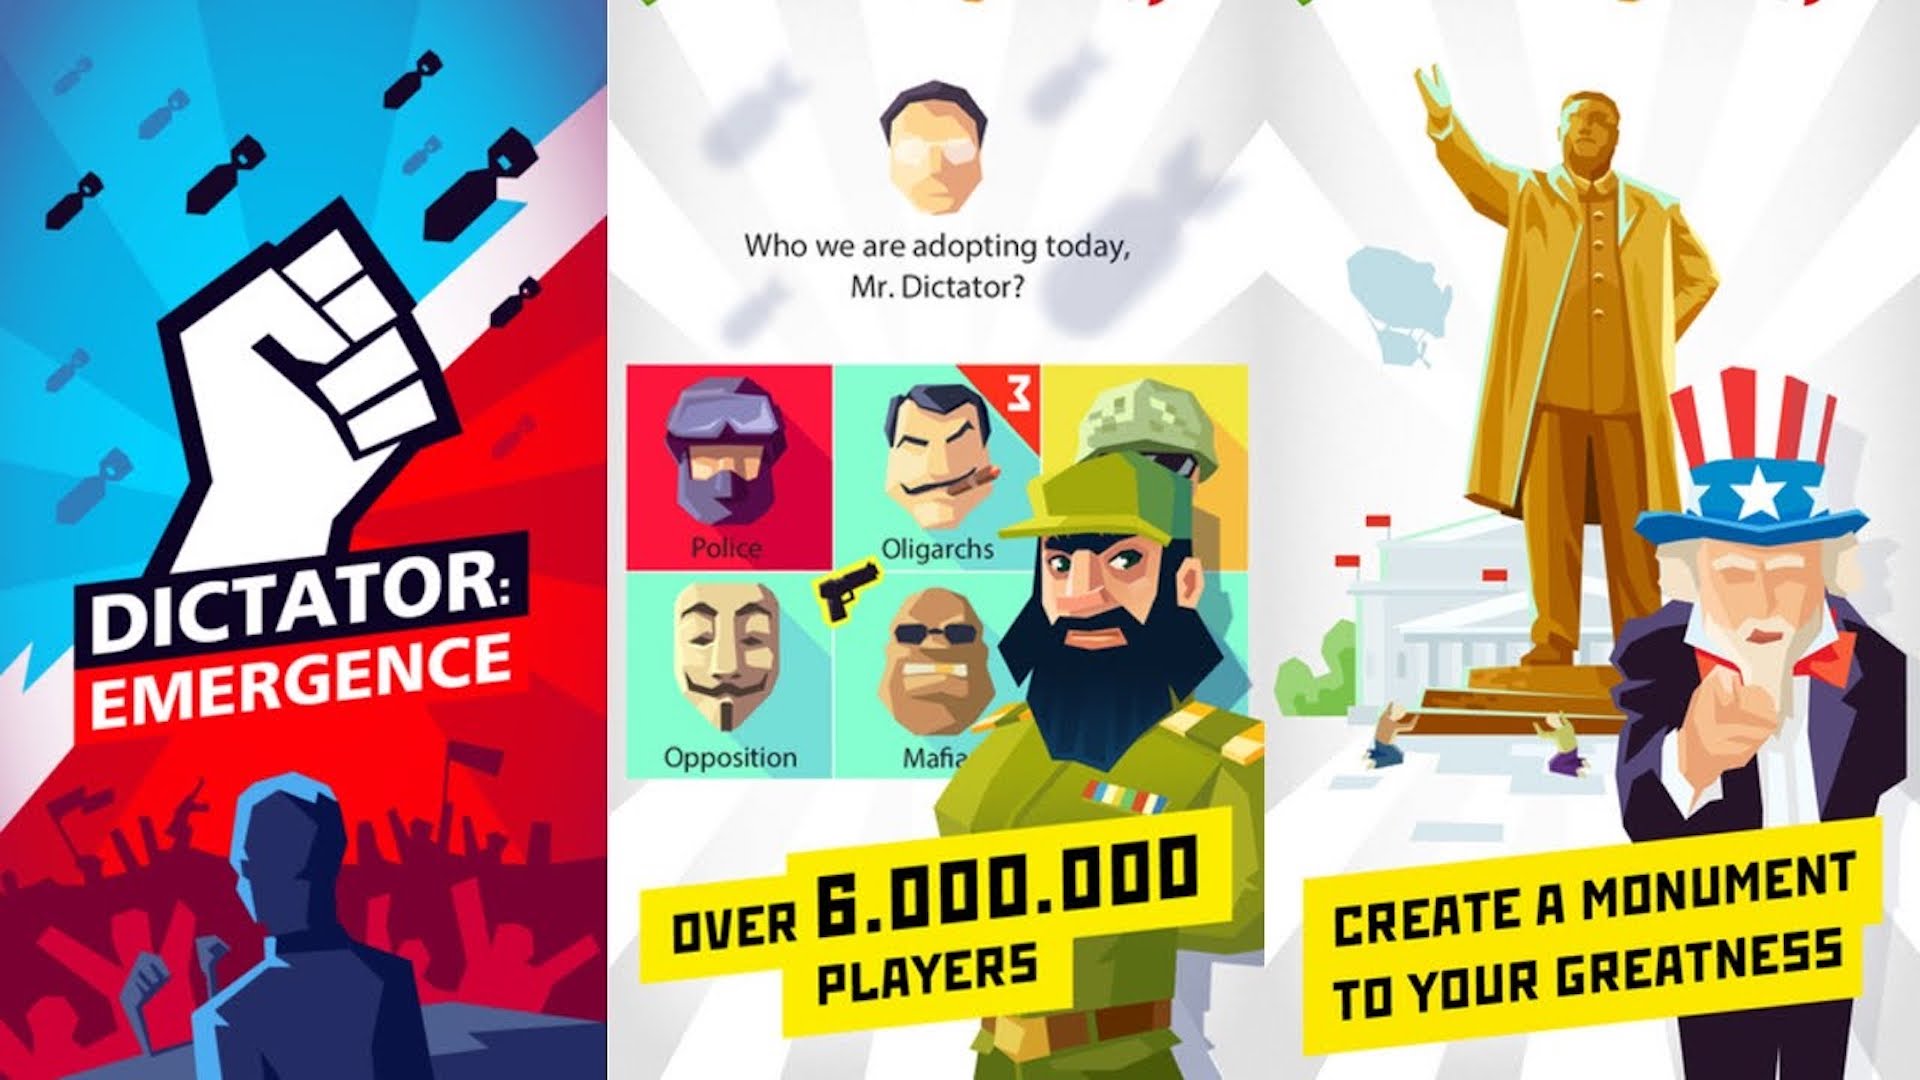 DICTATOR:
EMERGENCE
Who we are adopting today,
Mr. Dictator?
3
Police
Oligarchs
Opposition
Mafia
OVER 6.000.000
PLAYERS
CREATE A MONUMENT
TO YOUR GREATNESS